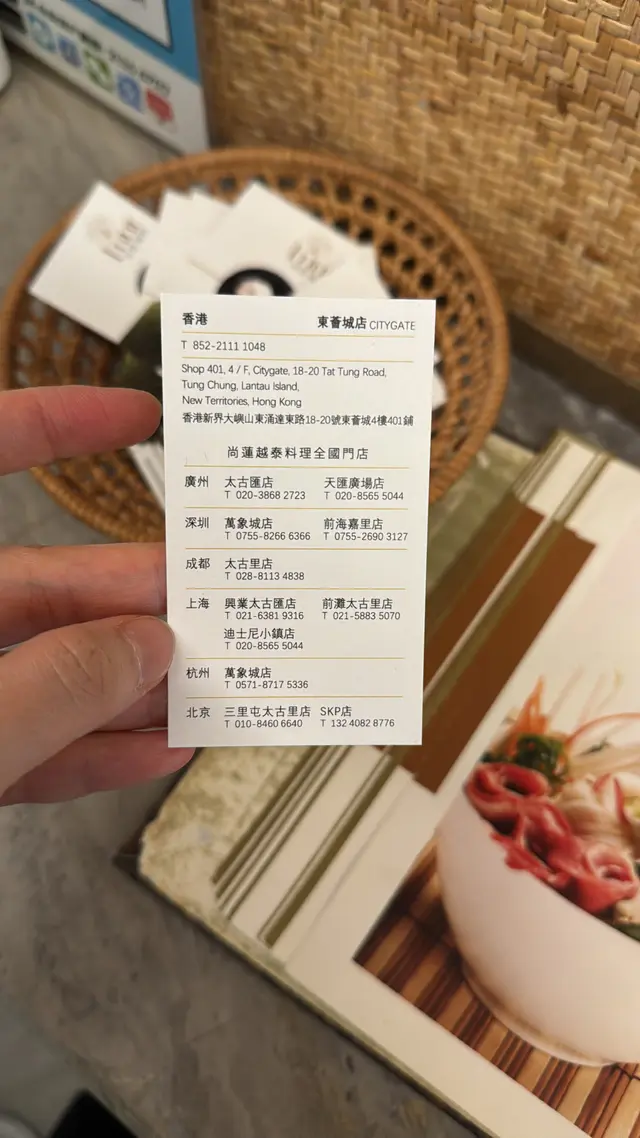 香港 東薈城店 CITYGATE
T 852-2111 1048
Shop 401, 4 / F, Citygate, 18-20 Tat Tung Road,
Tung Chung, Lantau Island,
New Territories, Hong Kong
香港新界大嶼山東涌達東路18-20號東薈城4樓401鋪
尚蓮越泰料理全國門店
廣州 太古匯店 天匯廣場店
T 020-3868 2723 T 020-8565 5044
深圳 萬象城店 前海嘉里店
T 0755-8266 6366 T 0755-2690 3127
成都 太古里店
T 028-8113 4838
上海 興業太古匯店 前灘太古里店
T 021-6381 9316 T 021-5883 5070
迪士尼小鎮店
T 020-8565 5044
杭州 萬象城店
T 0571-8717 5336
北京 三里屯太古里店 SKP店
T 010-8460 6640 T 132 4082 8776